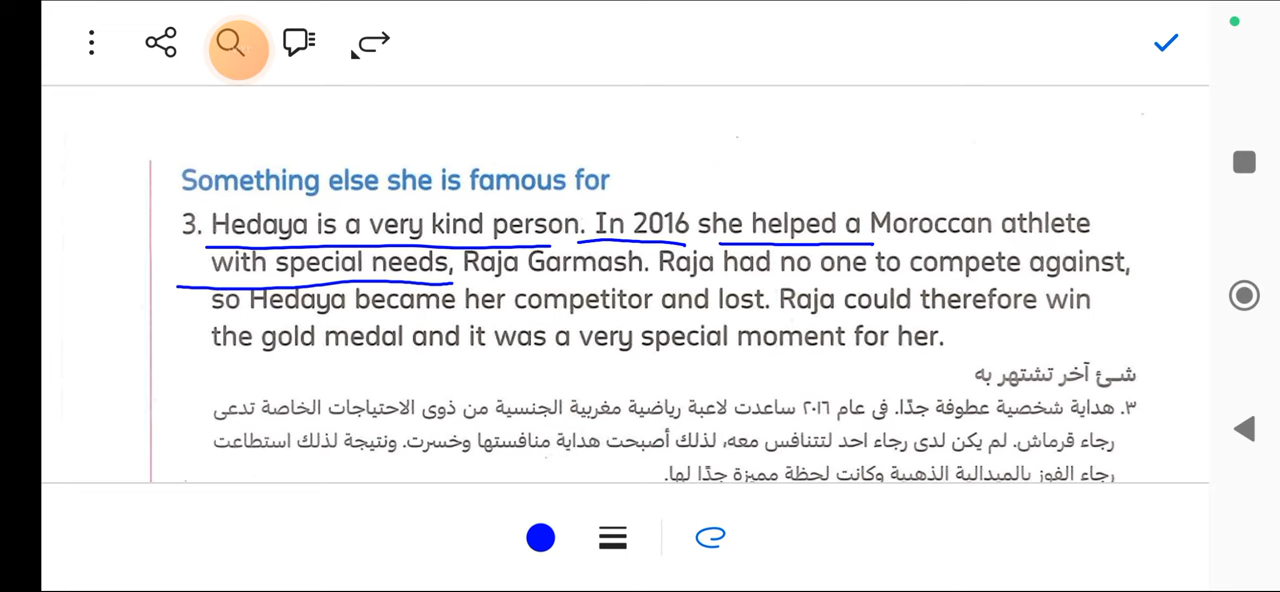 Something else she is famous for
3. Hedaya is a very kind person. In 2016 she helped a Moroccan athlete
with special needs, Raja Garmash. Raja had no one to compete against,
so Hedaya became her competitor and lost. Raja could therefore win
the gold medal and it was a very special moment for her.
شئ آخر تشتهر به
٣. هداية شخصية عطوفة جدًا. فى عام ٢٠١٦ ساعدت لاعبة رياضية مغربية الجنسية من ذوى الاحتياجات الخاصة تدعى
رجاء قرماش. لم يكن لدى رجاء احد لتتنافس معه، لذلك أصبحت هداية منافستها وخسرت. ونتيجة لذلك استطاعت
رجاء الفوز بالميدالية الذهبية وكانت لحظة مميزة جدًا لها.